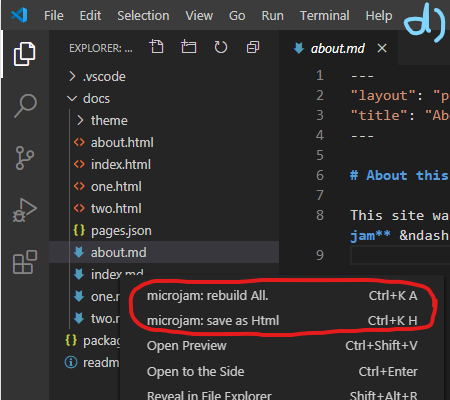 File Edit Selection View Go Run Terminal Help
d)
EXPLORER: ...
about.md
.vscode
docs
theme
about.html
index.html
one.html
two.html
pages.json
about.md
index.md
one.
two.
packa
readme
1 ---
2 "layout": "p
3 "title": "Ab
4 ---
5
6 # About this
7
8 This site wa
jam** &ndash
9
microjam: rebuild All. Ctrl+K A
microjam: save as Html Ctrl+K H
Open Preview Ctrl+Shift+V
Open to the Side Ctrl+Enter
Reveal in File Explorer Shift+Alt+R